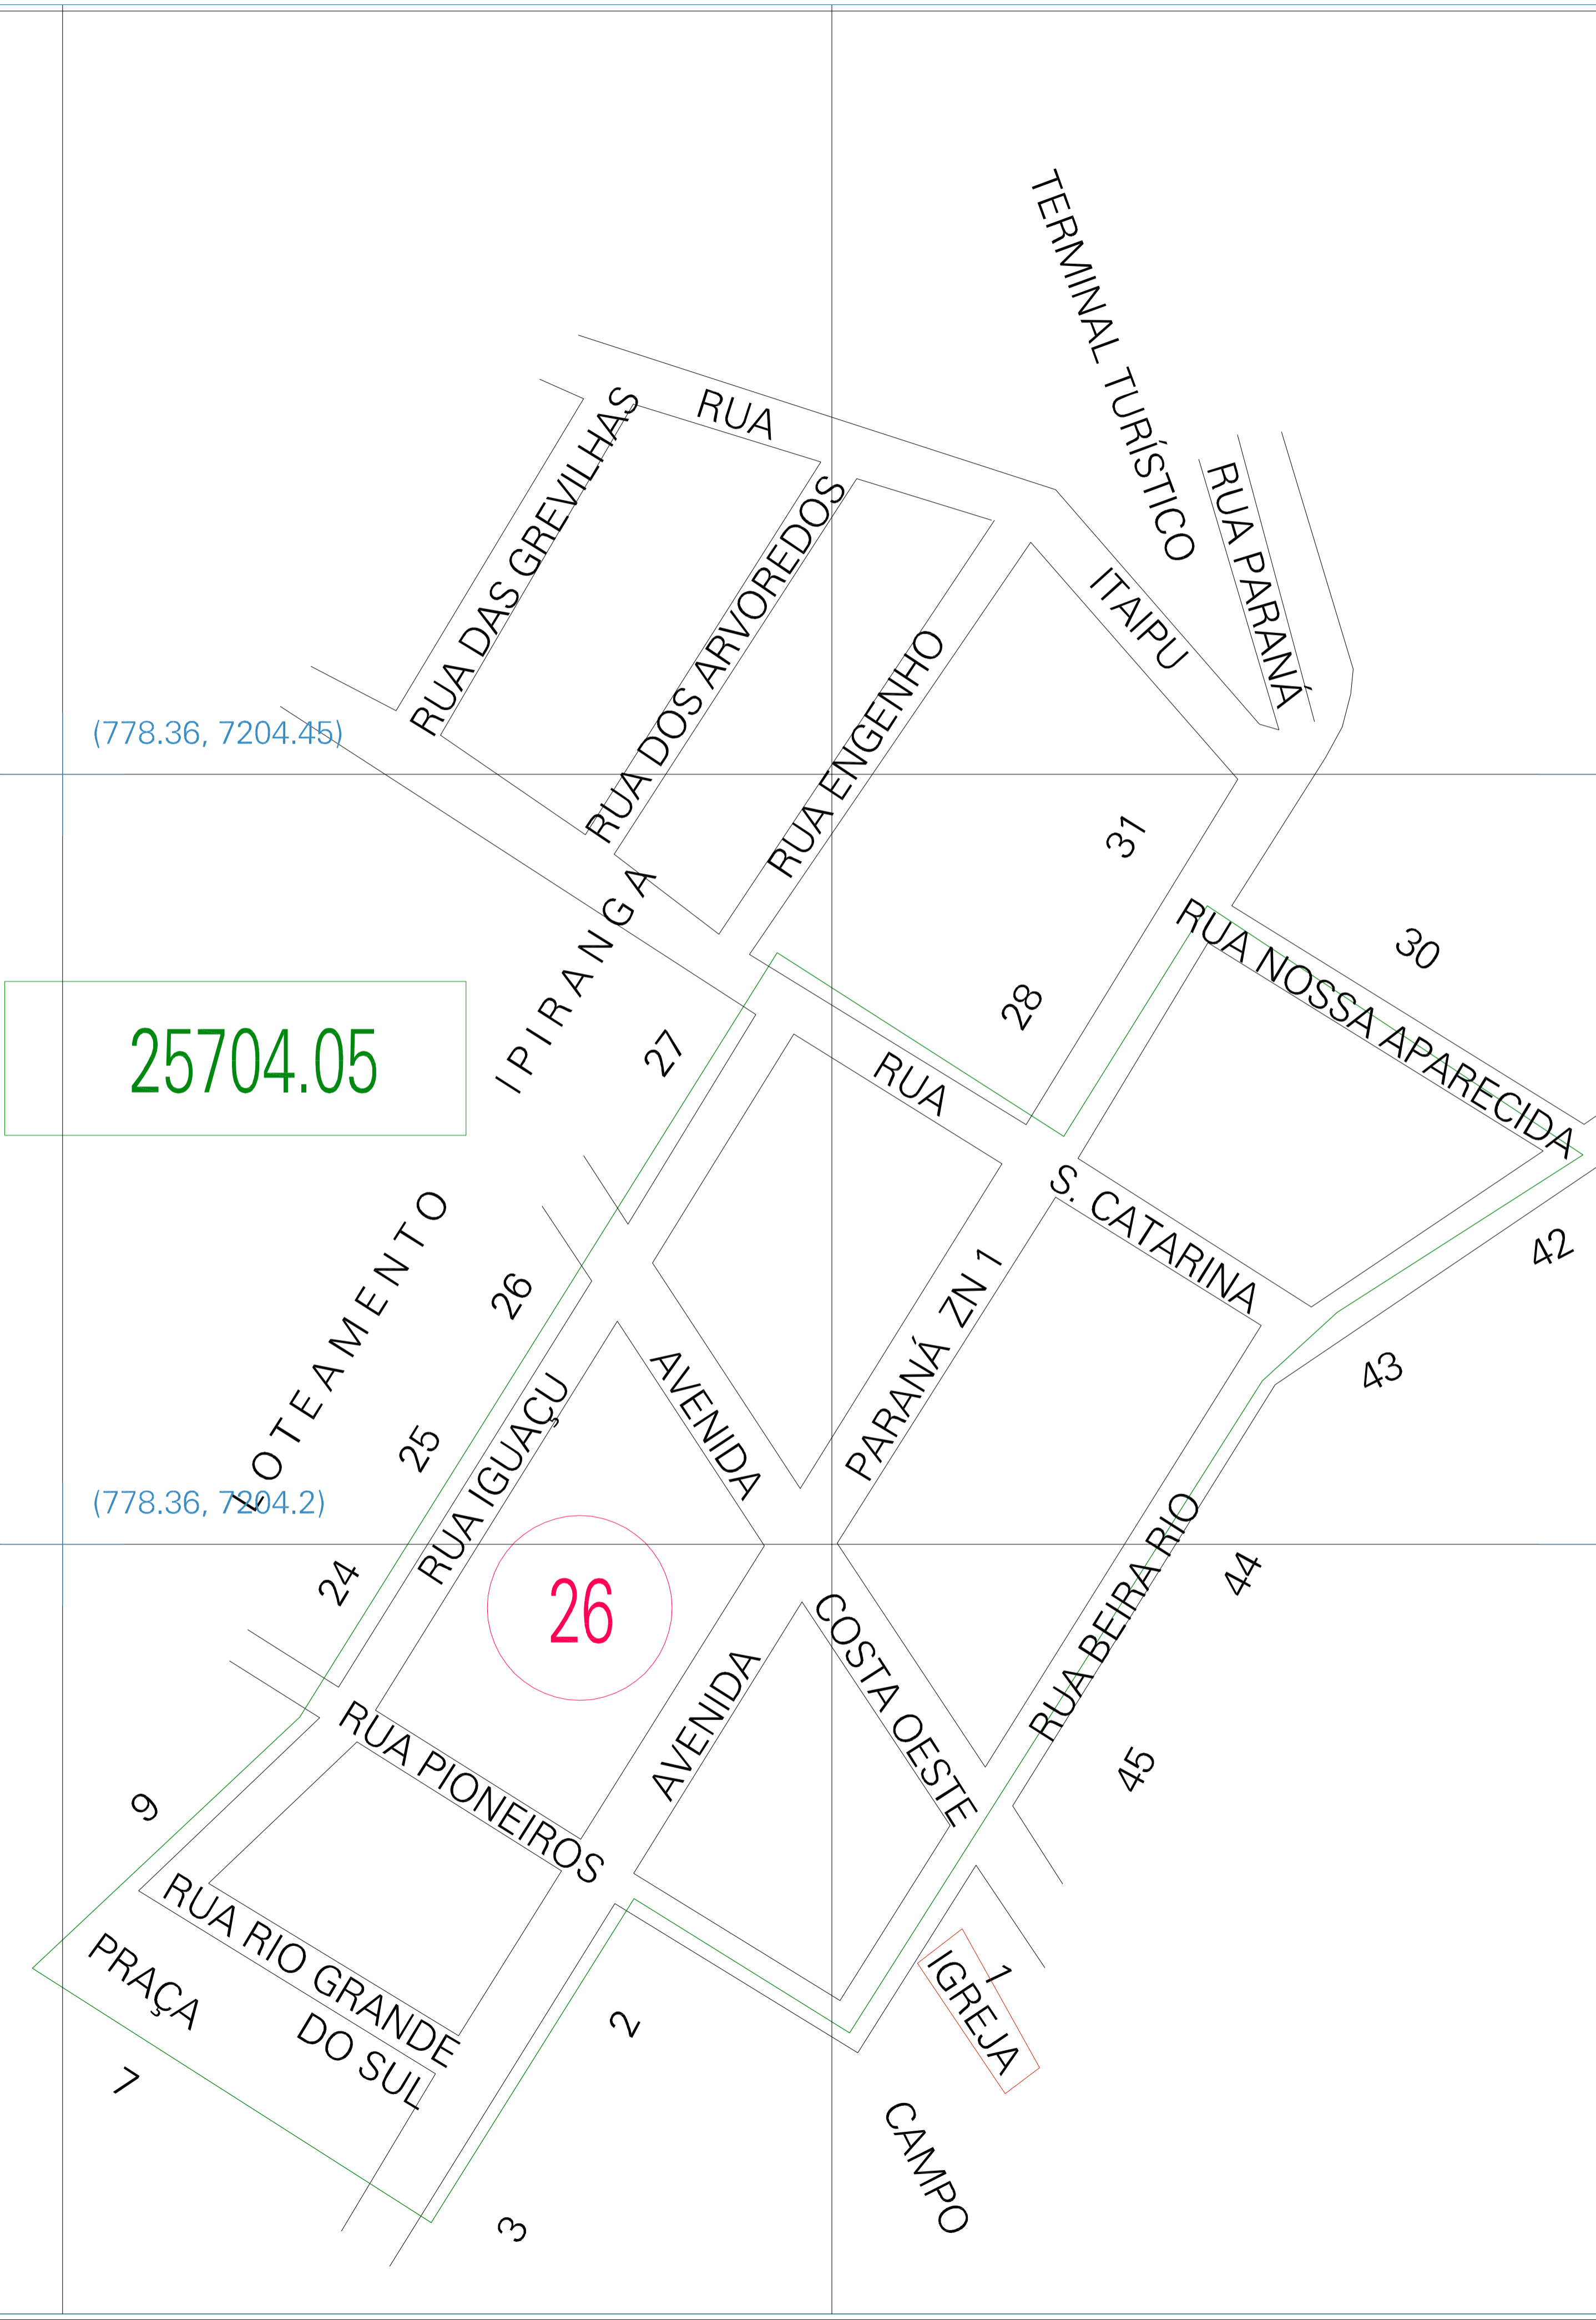 TERMINAL TURÍSTICO
RUA
ITAIPU
RUA PARANÁ
RUA DAS GREVILHAS
RUA DOS ARVOREDOS
RUA ENGENHO
(778.36, 7204.45)
31
30
RUA NOSSA APARECIDA
28
27
IPIRANGA
25704.05
RUA
S. CATARINA
42
43
26
LOTEAMENTO
25
AVENIDA
PARANÁ ZN 1
RUA IGUAÇU
(778.36, 7204.2)
24
26
COSTA OESTE
RUA BEIRA RIO
44
45
AVENIDA
RUA PIONEIROS
9
RUA RIO GRANDE
DO SUL
PRAÇA
7
2
1
IGREJA
CAMPO
3